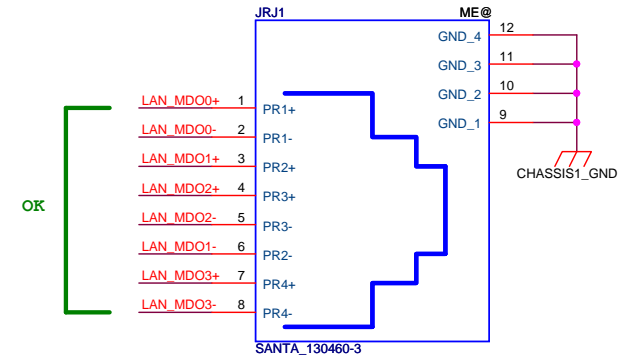 JRJ1 ME@
GND_4 12
GND_3 11
GND_2 10
GND_1 9
CHASSIS1_GND
LAN_MDO0+ 1 PR1+
LAN_MDO0- 2 PR1-
LAN_MDO1+ 3 PR2+
LAN_MDO2+ 4 PR3+
OK
LAN_MDO2- 5 PR3-
LAN_MDO1- 6 PR2-
LAN_MDO3+ 7 PR4+
LAN_MDO3- 8 PR4-
SANTA_130460-3